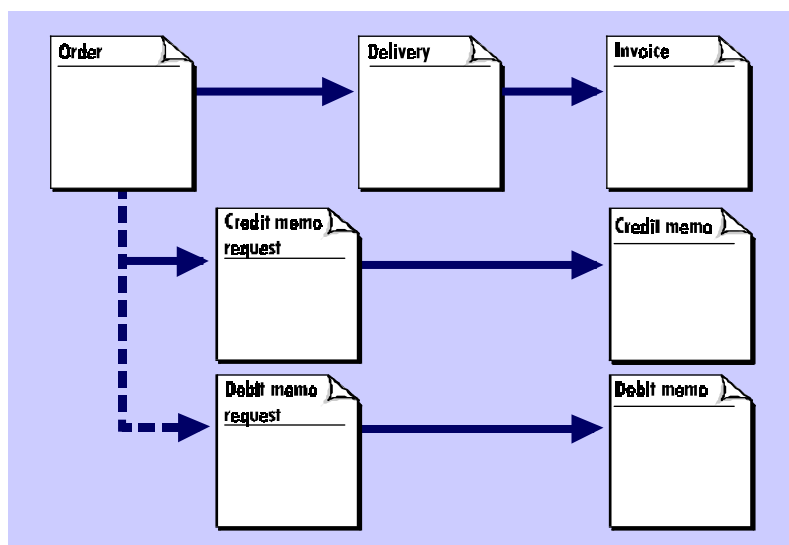 Order
Delivery
Invoice
Credit memo
request
Credit memo
Debit memo
request
Debit memo